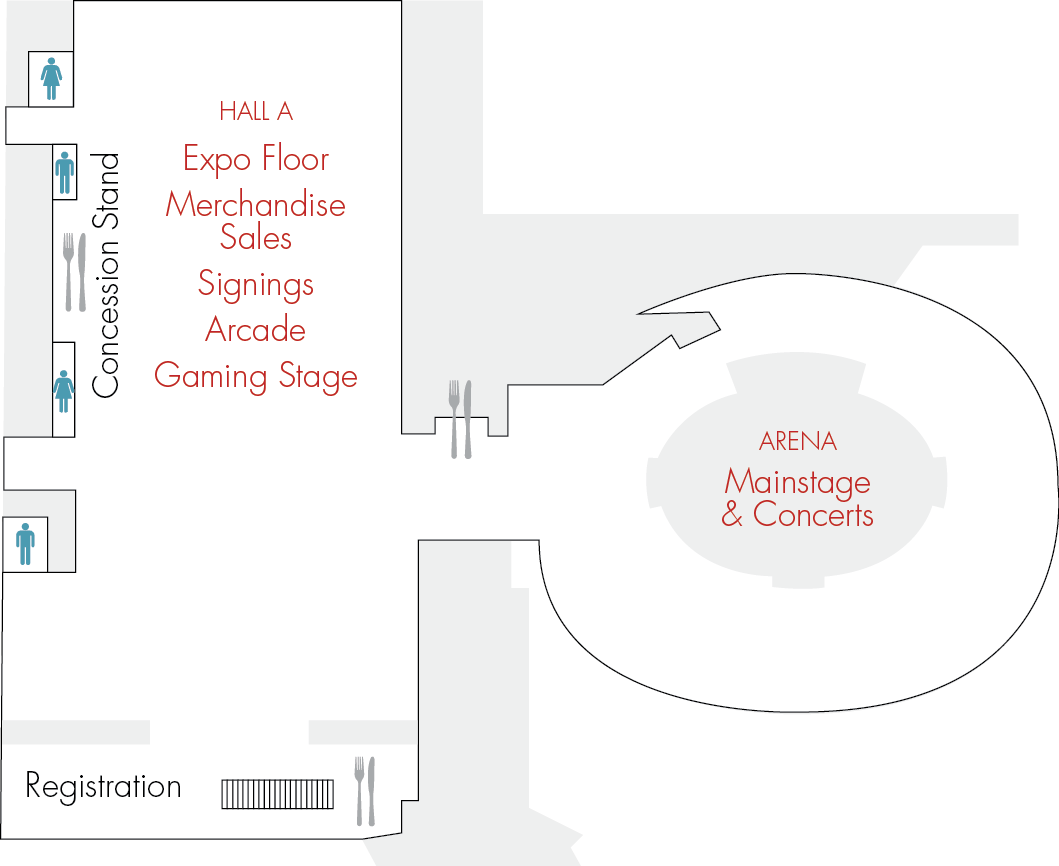 HALL A
Expo Floor
Merchandise
Sales
Signings
Arcade
Gaming Stage
Concession Stand
ARENA
Mainstage
& Concerts
Registration